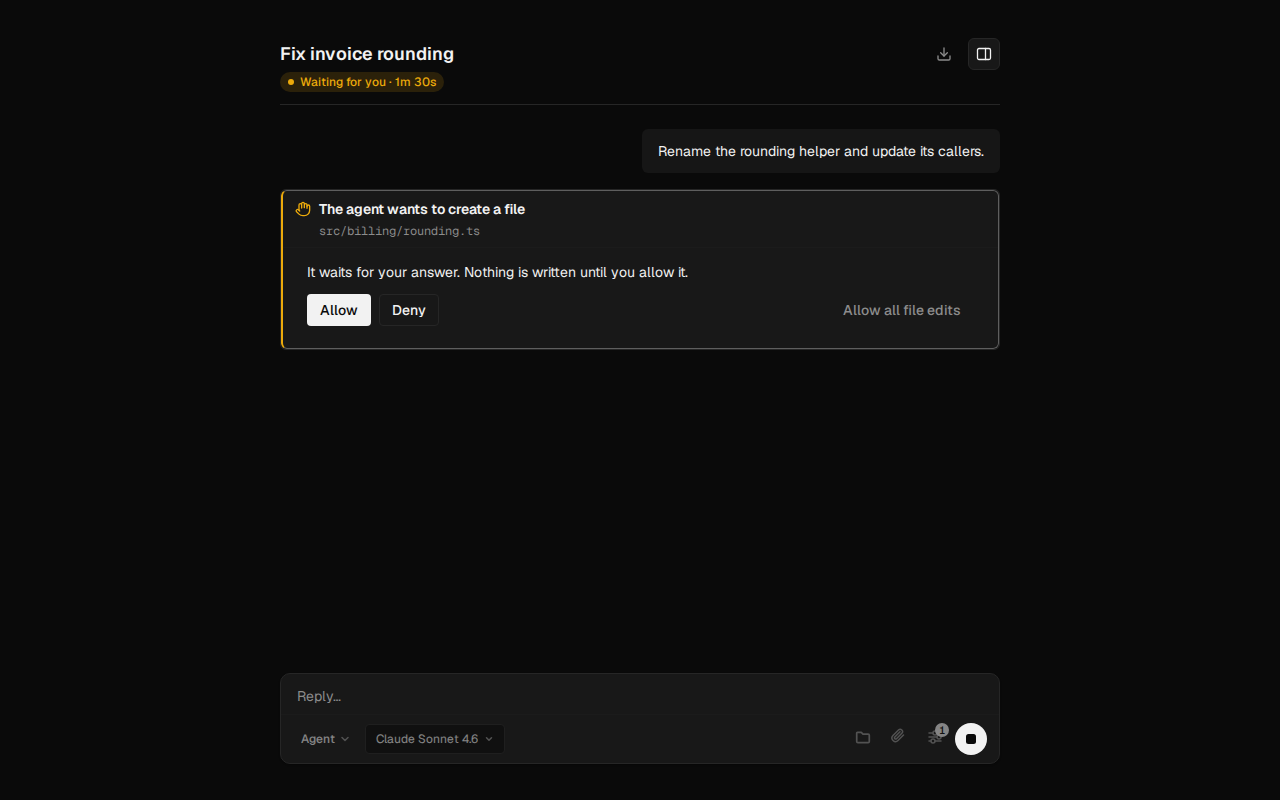 Fix invoice rounding
Waiting for you · 1m 30s
Rename the rounding helper and update its callers.
The agent wants to create a file
src/billing/rounding.ts
It waits for your answer. Nothing is written until you allow it.
Allow
Deny
Allow all file edits
Reply...
Agent
Claude Sonnet 4.6
1